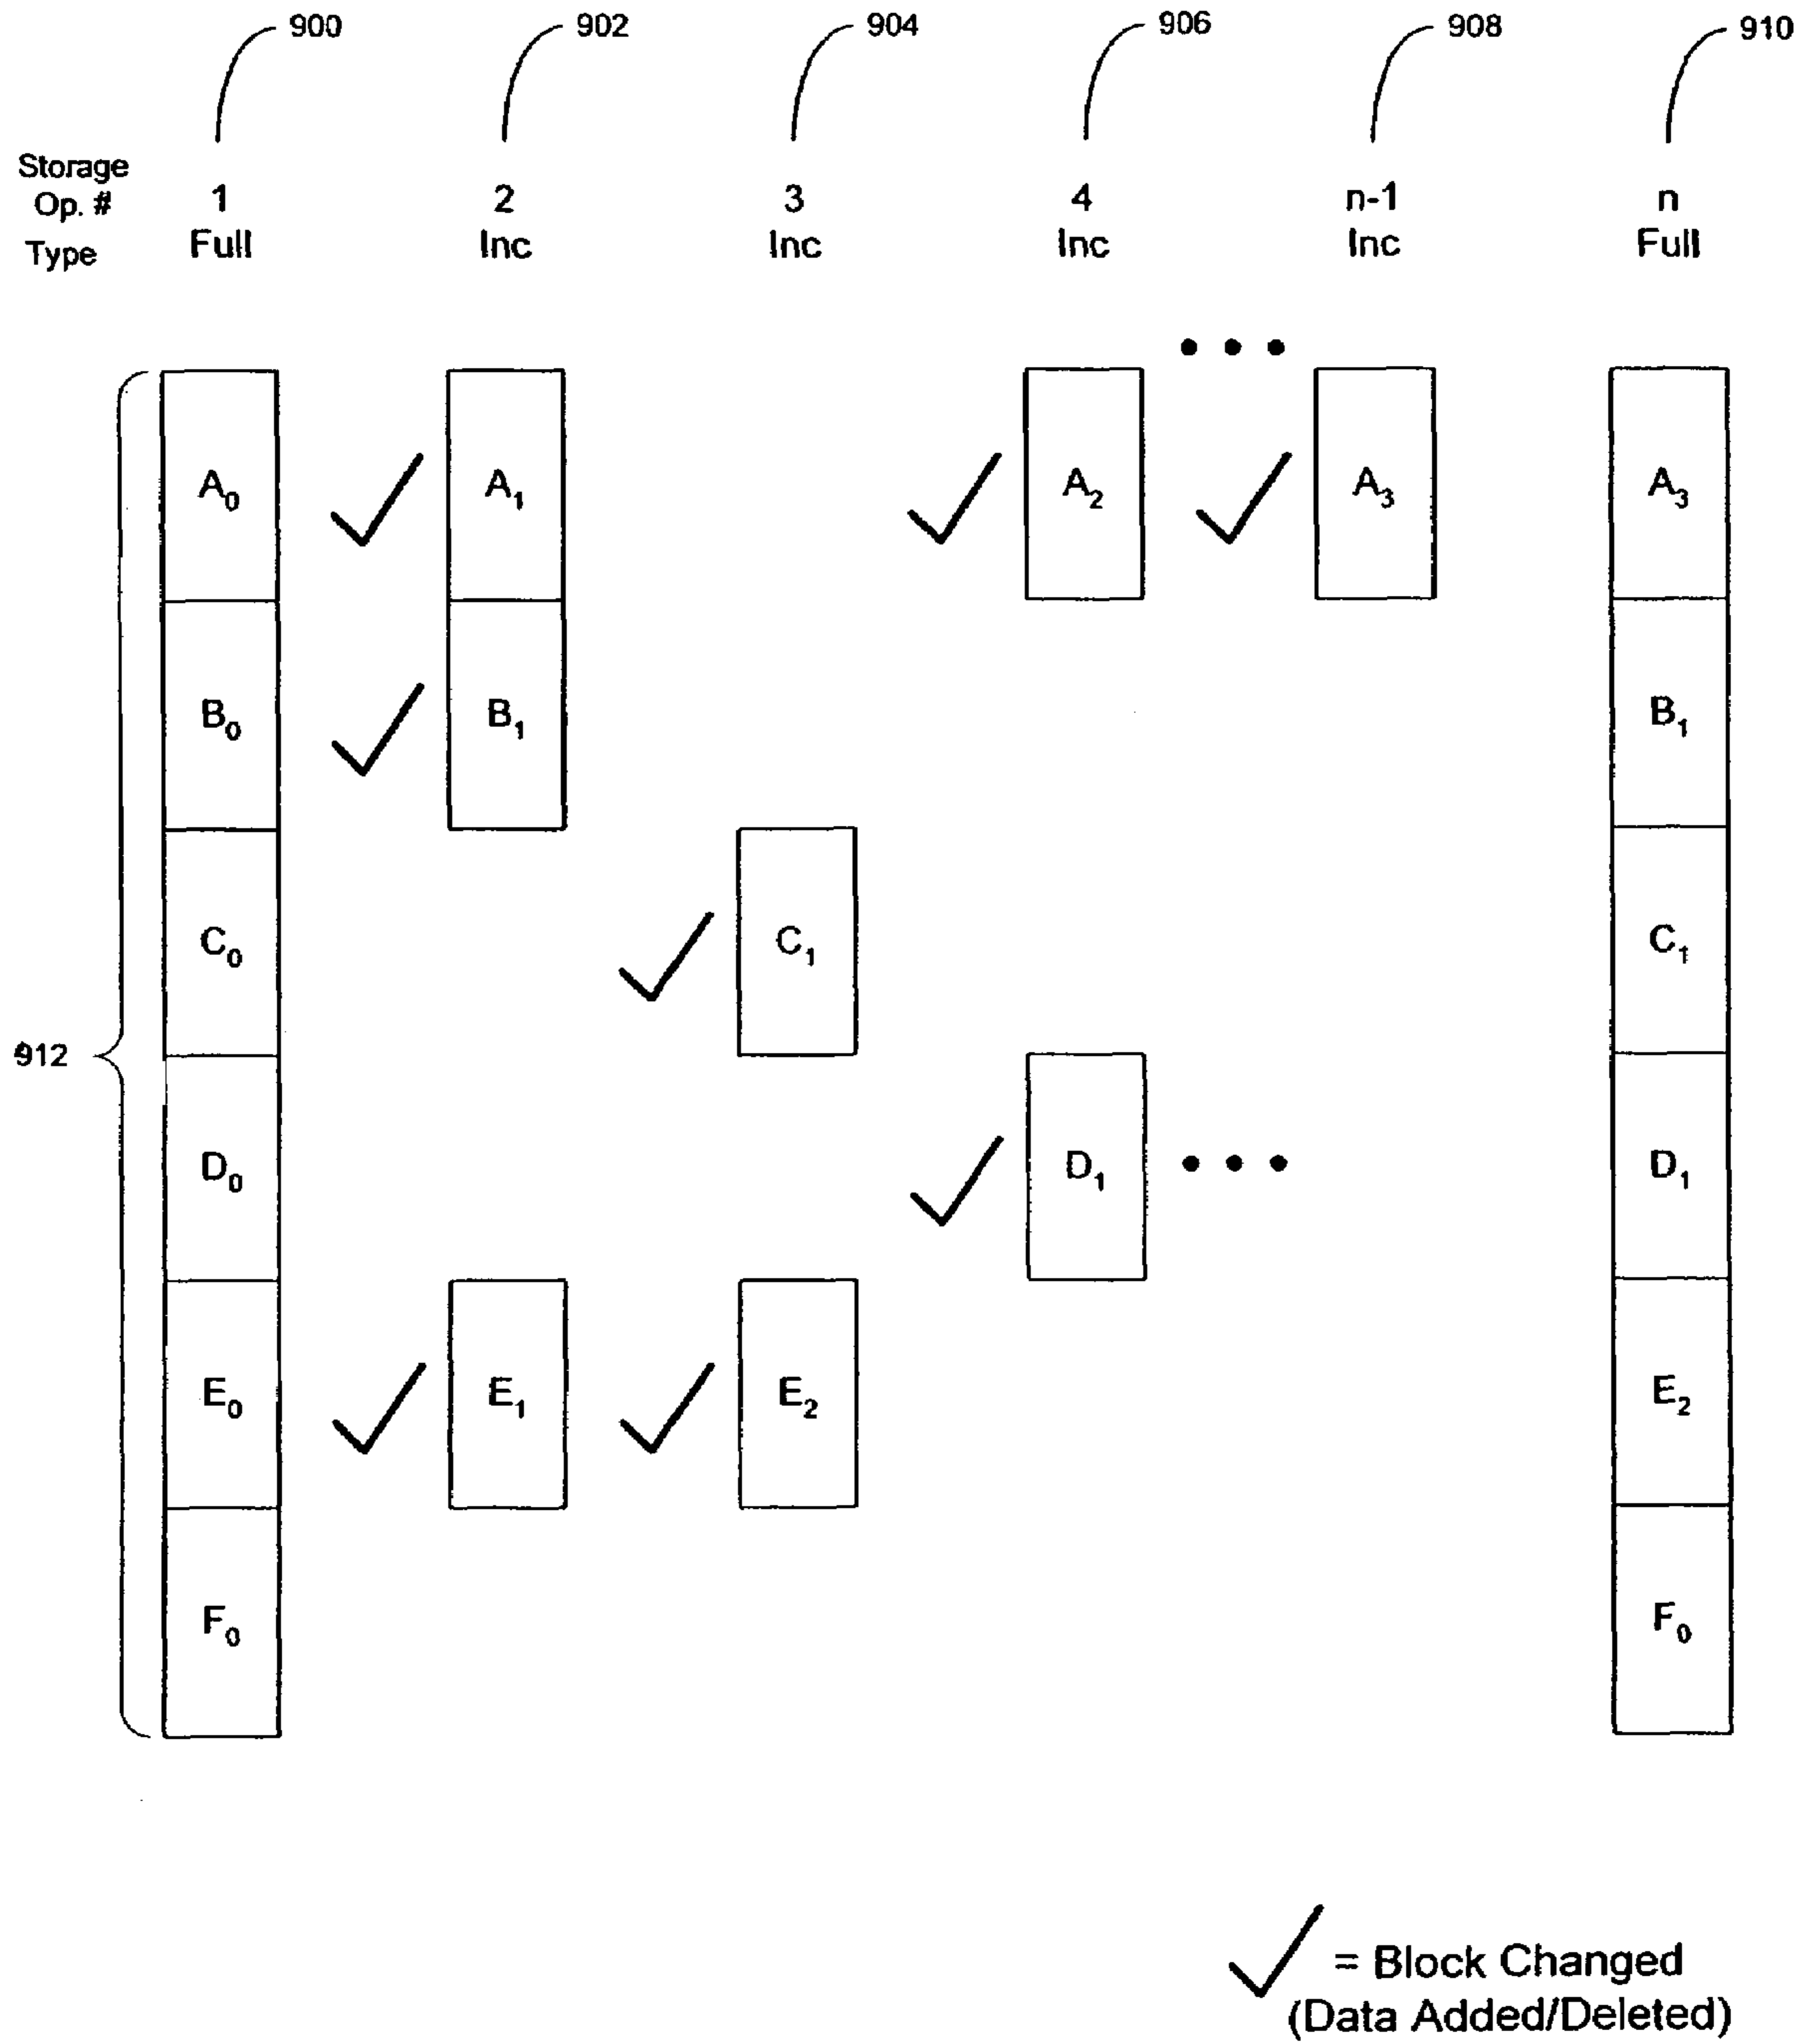 900 902 904 906 908 910
Storage
Op. # 1 2 3 4 n-1 n
Type Full Inc Inc Inc Inc Full
• • •
A₀ A₁ A₂ A₃ A₃
B₀ B₁ B₁
C₀ C₁ C₁
912
D₀ D₁ • • • D₁
E₀ E₁ E₂ E₂
F₀ F₀
= Block Changed
(Data Added/Deleted)